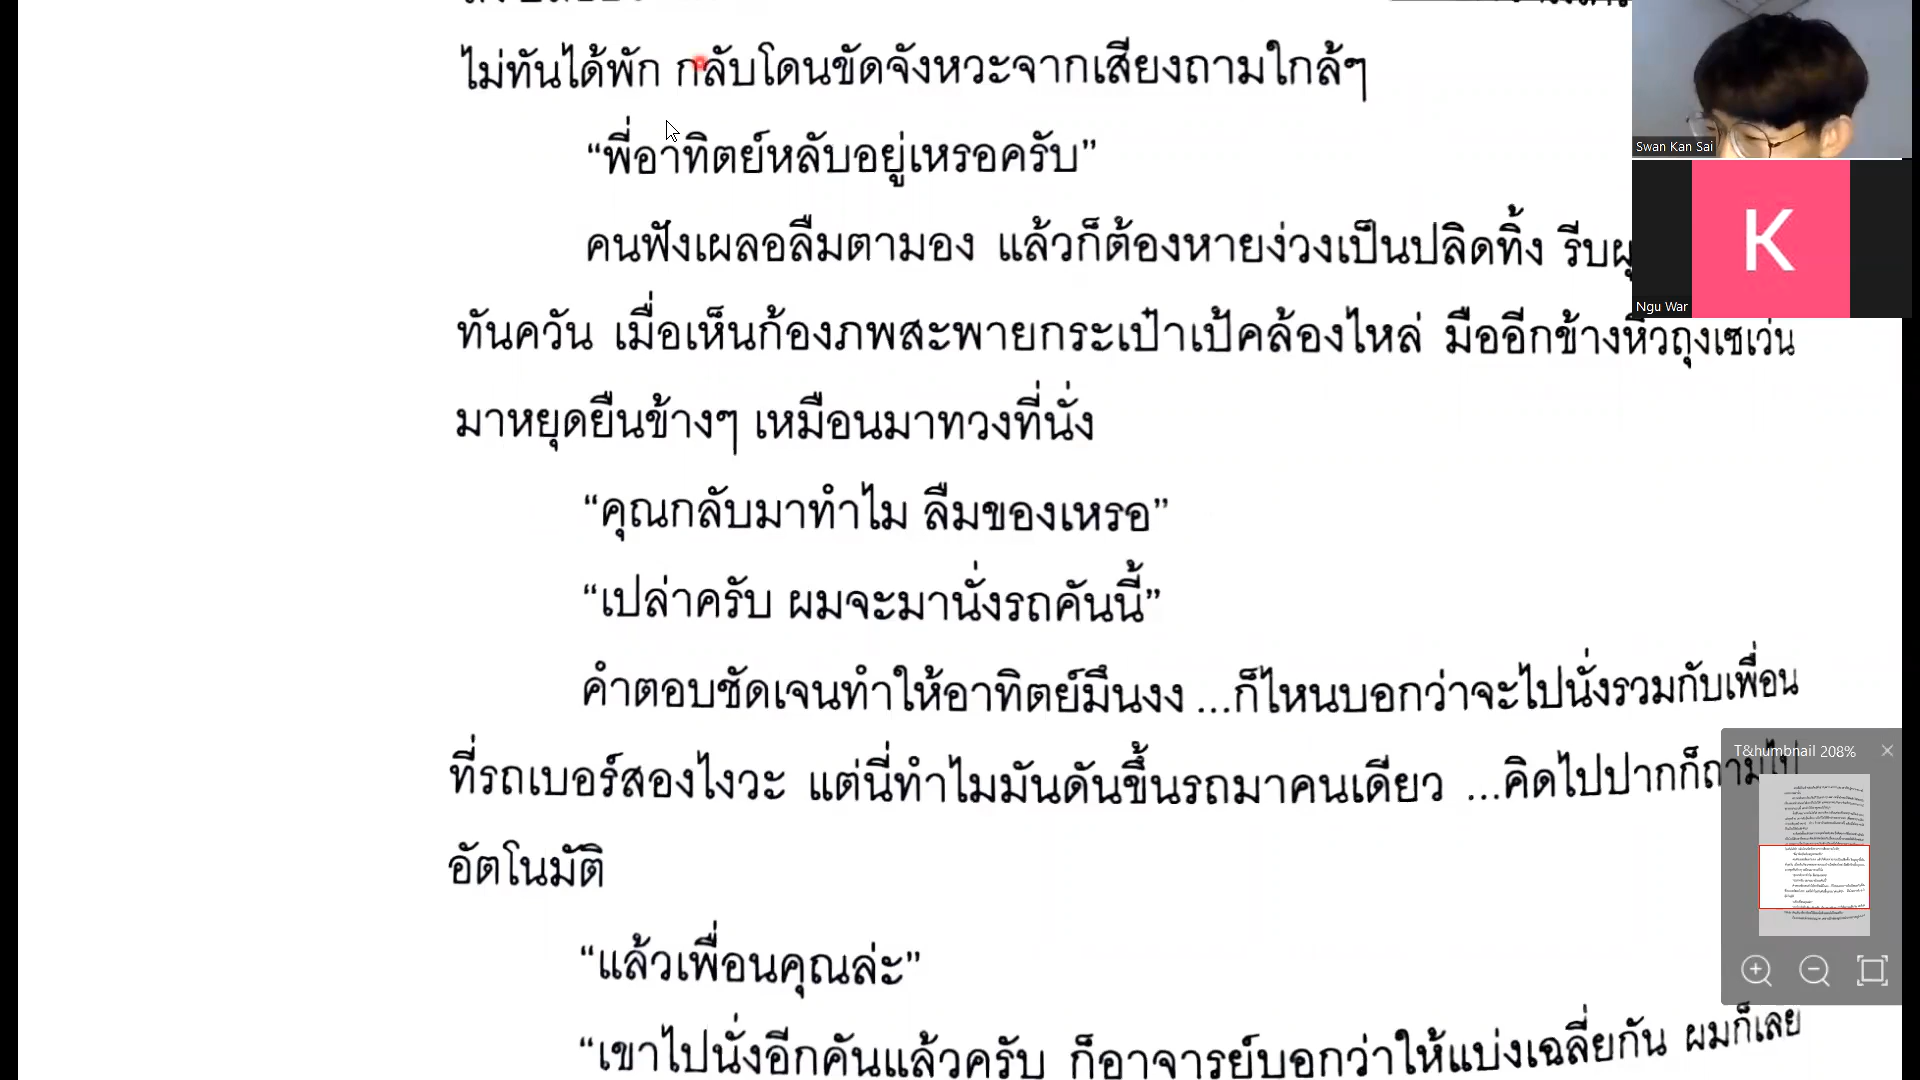 ไม่ทันได้พัก กลับโดนขัดจังหวะจากเสียงถามใกล้ๆ
“พี่อาทิตย์หลับอยู่เหรอครับ”
คนฟังเผลอลืมตามอง แล้วก็ต้องหายง่วงเป็นปลิดทิ้ง รีบ
ทันควัน เมื่อเห็นก้องภพสะพายกระเป๋าเป้คล้องไหล่ มืออีกข้างหิ้วถุงเซเว่น
มาหยุดยืนข้างๆ เหมือนมาทวงที่นั่ง
“คุณกลับมาทำไม ลืมของเหรอ”
“เปล่าครับ ผมจะมานั่งรถคันนี้”
คำตอบชัดเจนทำให้อาทิตย์มึนงง ...ก็ไหนบอกว่าจะไปนั่งรวมกับเพื่อน
ที่รถเบอร์สองไงวะ แต่นี่ทำไมมันดันขึ้นรถมาคนเดียว ...คิดไปปากก็ถามไป
อัตโนมัติ
“แล้วเพื่อนคุณล่ะ”
“เขาไปนั่งอีกคันแล้วครับ ก็อาจารย์บอกว่าให้แบ่งเฉลี่ยกัน ผมก็เลย
Swan Kan Sai
K
Ngu War
T&humbnail 208%